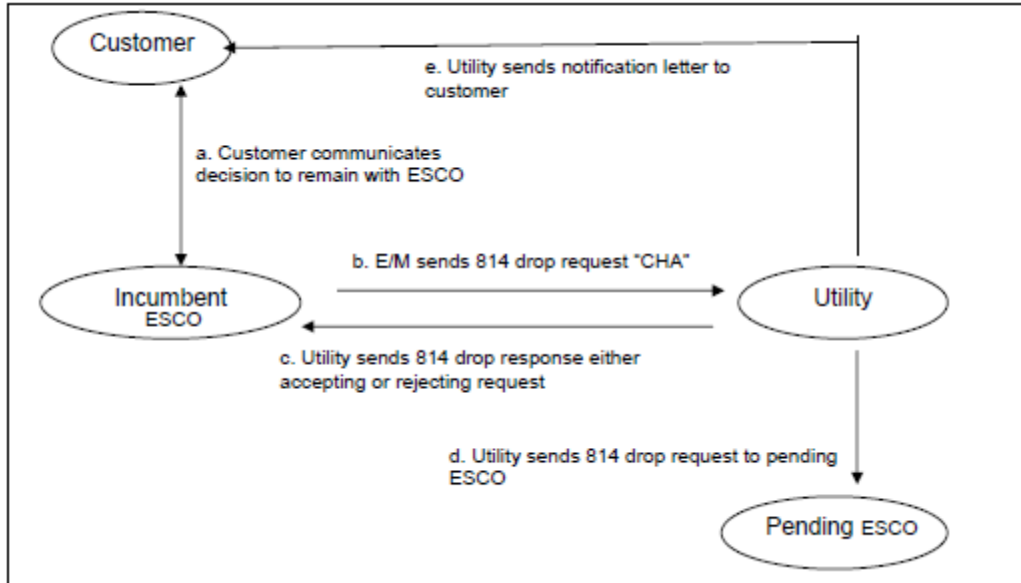 Customer
e. Utility sends notification letter to
customer
a. Customer communicates
decision to remain with ESCO
b. E/M sends 814 drop request "CHA"
Incumbent
ESCO
Utility
c. Utility sends 814 drop response either
accepting or rejecting request
d. Utility sends 814 drop request to pending
ESCO
Pending ESCO